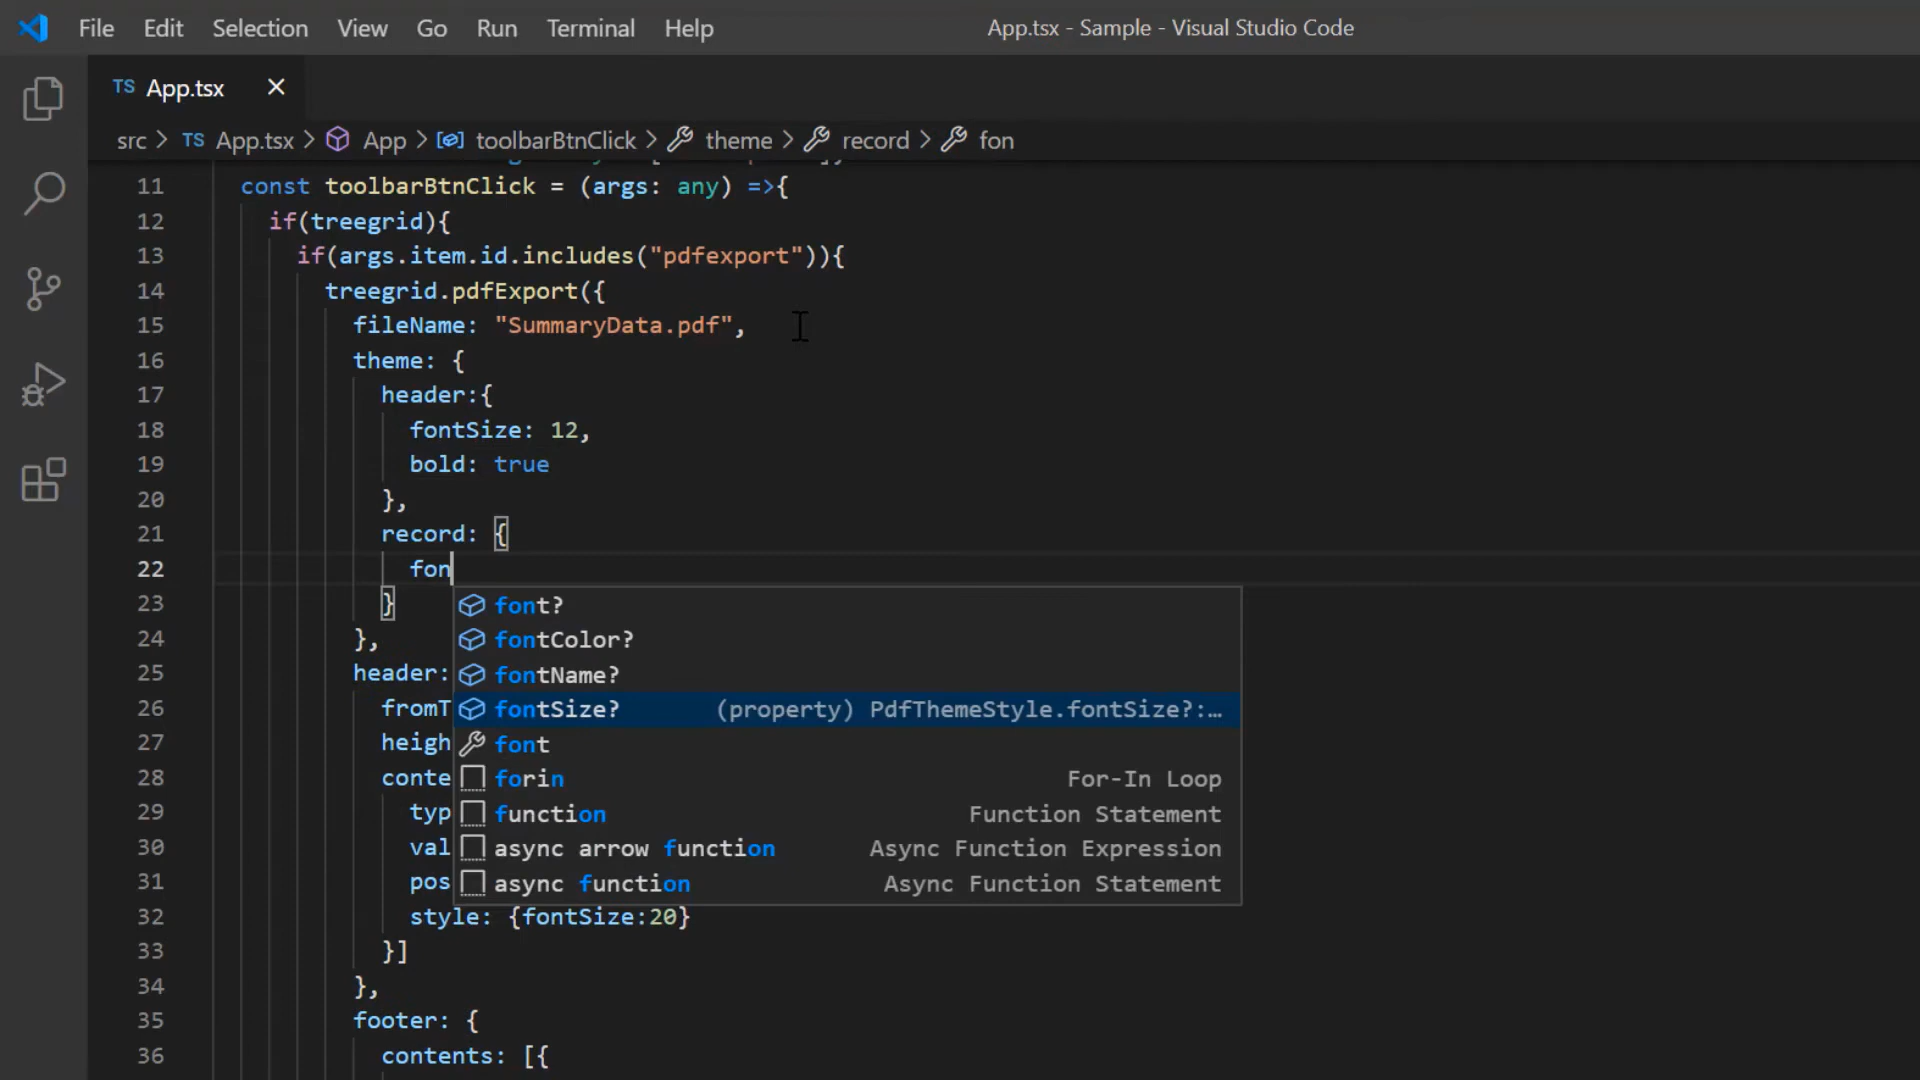 File Edit Selection View Go Run Terminal Help App.tsx - Sample - Visual Studio Code
TS App.tsx
src TS App.tsx App toolbarBtnClick theme record fon
11 const toolbarBtnClick = (args: any) =>{
12 if(treegrid){
13 if(args.item.id.includes("pdfexport")){
14 treegrid.pdfExport({
15 fileName: "SummaryData.pdf",
16 theme: {
17 header:{
18 fontSize: 12,
19 bold: true
20 },
21 record: {
22 fon
23 } font?
fontColor?
24 },
25 header: fontName?
26 fromT fontSize? (property) PdfThemeStyle.fontSize?:…
27 heigh font
28 conte forin For-In Loop
29 typ function Function Statement
30 val async arrow function Async Function Expression
31 pos async function Async Function Statement
32 style: {fontSize:20}
33 }]
34 },
35 footer: {
36 contents: [{